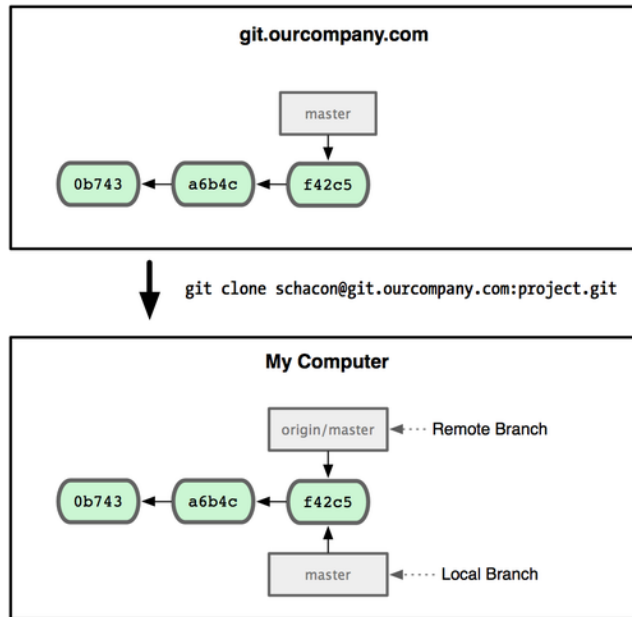 git.ourcompany.com
master
0b743 a6b4c f42c5
git clone schacon@git.ourcompany.com:project.git
My Computer
origin/master Remote Branch
0b743 a6b4c f42c5
master Local Branch